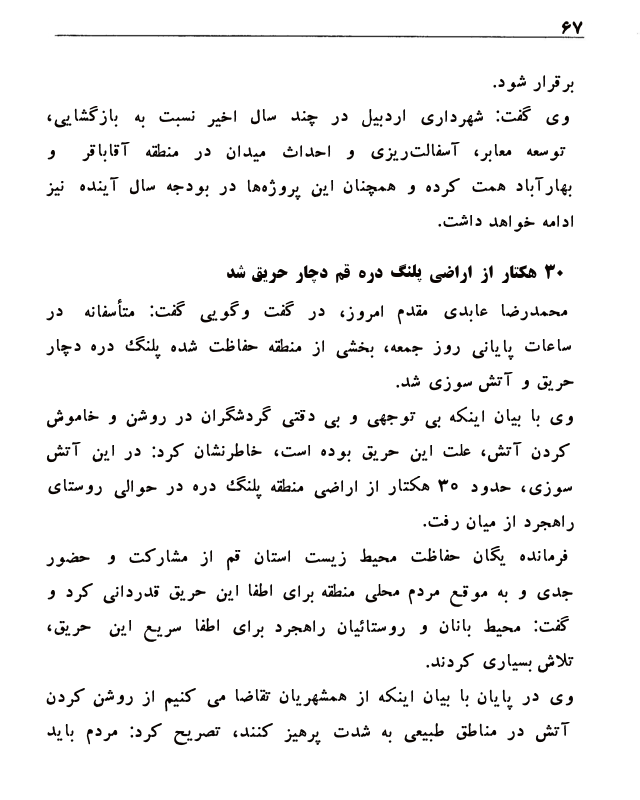 ۶۷
برقرار شود.
وی گفت: شهرداری اردبیل در چند سال اخیر نسبت به بازگشایی،
توسعه معابر، آسفالت‌ریزی و احداث میدان در منطقه آقاباقر و
بهارآباد همت کرده و همچنان این پروژه‌ها در بودجه سال آینده نیز
ادامه خواهد داشت.
۳۰ هکتار از اراضی پلنگ دره قم دچار حریق شد
محمدرضا عابدی مقدم امروز، در گفت وگویی گفت: متأسفانه در
ساعات پایانی روز جمعه، بخشی از منطقه حفاظت شده پلنگ دره دچار
حریق و آتش سوزی شد.
وی با بیان اینکه بی توجهی و بی دقتی گردشگران در روشن و خاموش
کردن آتش، علت این حریق بوده است، خاطرنشان کرد: در این آتش
سوزی، حدود ۳۰ هکتار از اراضی منطقه پلنگ دره در حوالی روستای
راهجرد از میان رفت.
فرمانده یگان حفاظت محیط زیست استان قم از مشارکت و حضور
جدی و به موقع مردم محلی منطقه برای اطفا این حریق قدردانی کرد و
گفت: محیط بانان و روستائیان راهجرد برای اطفا سریع این حریق،
تلاش بسیاری کردند.
وی در پایان با بیان اینکه از همشهریان تقاضا می کنیم از روشن کردن
آتش در مناطق طبیعی به شدت پرهیز کنند، تصریح کرد: مردم باید